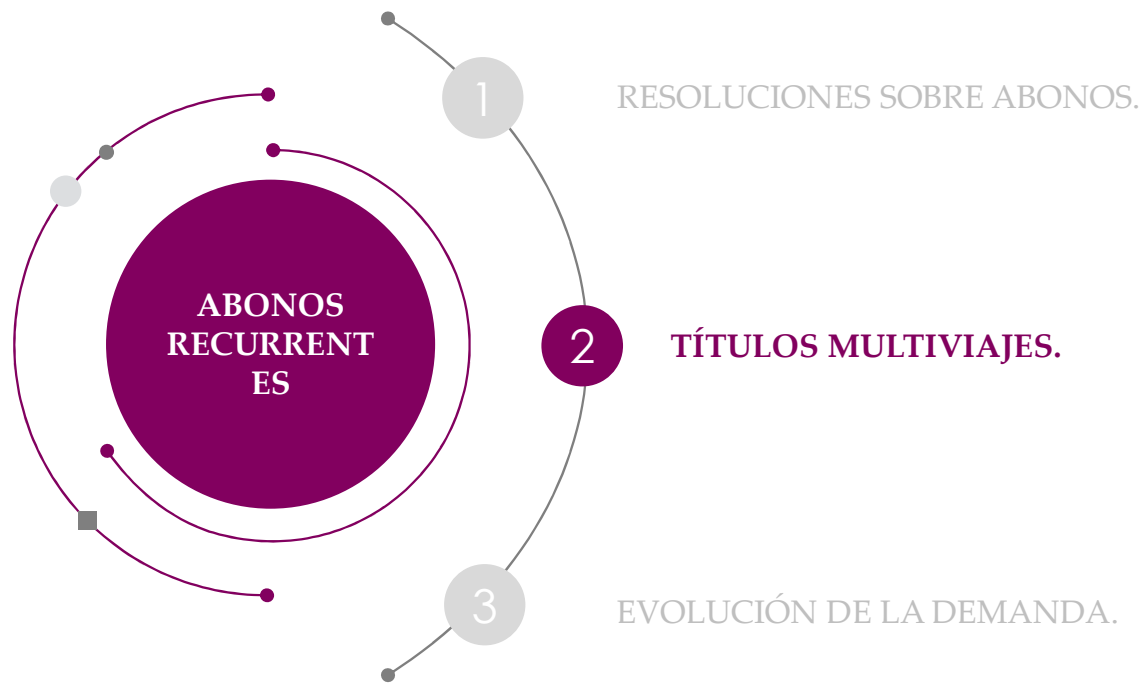 ABONOS
RECURRENT
ES
1
RESOLUCIONES SOBRE ABONOS.
2
TÍTULOS MULTIVIAJES.
3
EVOLUCIÓN DE LA DEMANDA.